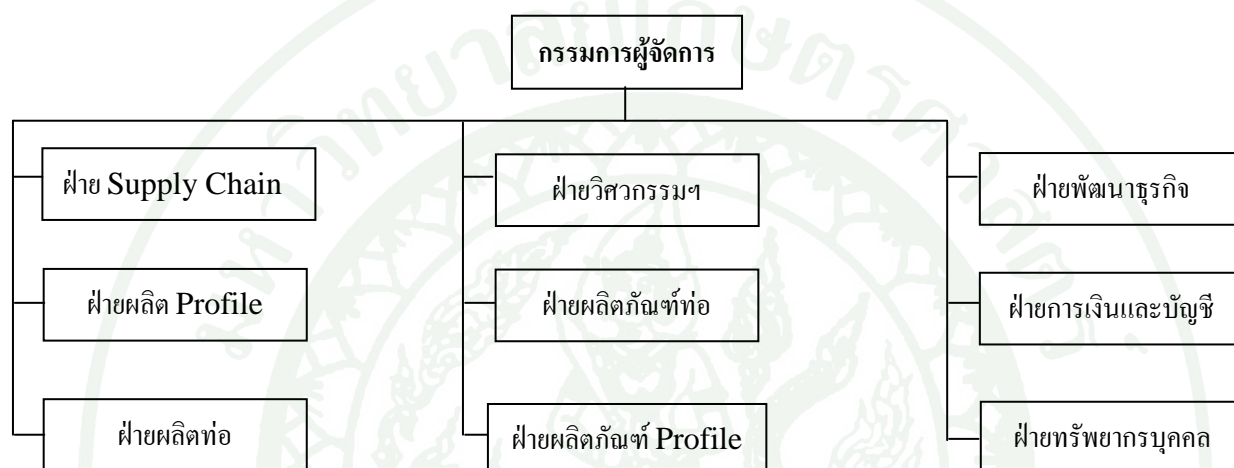 กรรมการผู้จัดการ
ฝ่าย Supply Chain
ฝ่ายวิศวกรรมฯ
ฝ่ายพัฒนาธุรกิจ
ฝ่ายผลิต Profile
ฝ่ายผลิตภัณฑ์ท่อ
ฝ่ายการเงินและบัญชี
ฝ่ายผลิตท่อ
ฝ่ายผลิตภัณฑ์ Profile
ฝ่ายทรัพยากรบุคคล